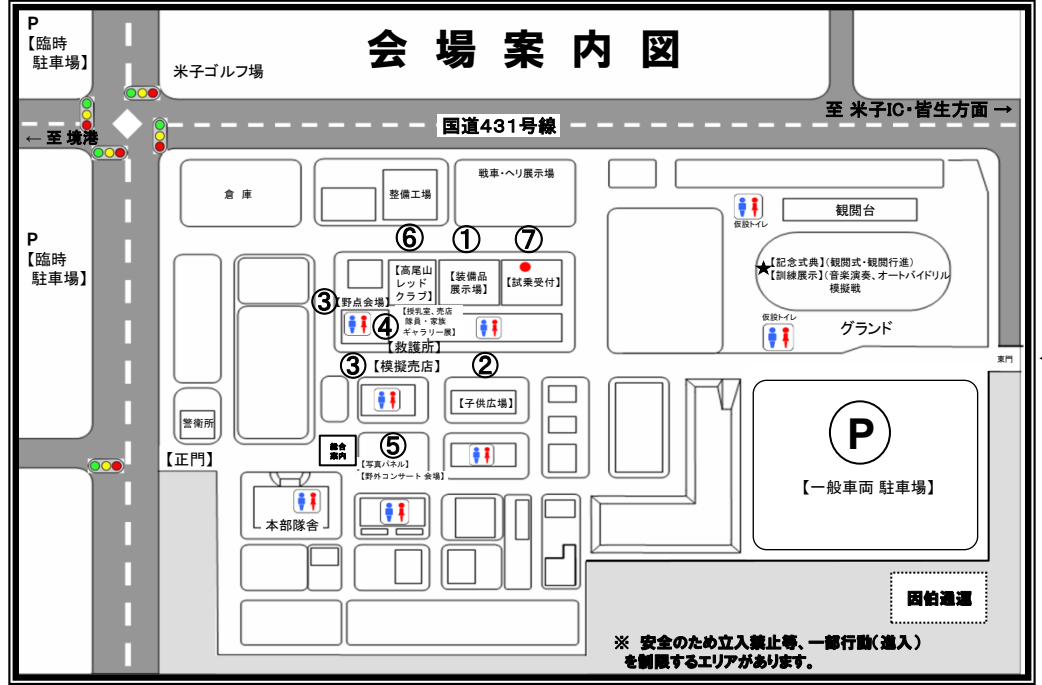 会場案内図
P
【臨時
駐車場】
米子ゴルフ場
至 米子IC・皆生方面 →
国道431号線
← 至 境港
倉 庫
整備工場
戦車・ヘリ展示場
仮設トイレ
観閲台
P
【臨時
駐車場】
⑥
①
⑦
【高尾山
レッド
クラブ】
【装備品
展示場】
【試乗受付】
★【記念式典】(観閲式・観閲行進)
【訓練展示】(音楽演奏、オートバイドリル
模擬戦
③【野点会場】
④
【授乳室、売店
隊員・家族
ギャラリー展】
【救護所】
仮設トイレ
グランド
東門
←
③【模擬売店】
②
【子供広場】
警衛所
【正門】
総合
案内
⑤
【写真パネル】
【野外コンサート会場】
P
【一般車両 駐車場】
本部隊舎
因伯通運
※ 安全のため立入禁止等、一部行動(進入)
を制限するエリアがあります。